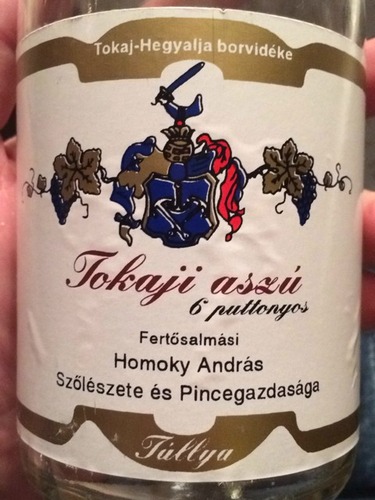 Tokaj-Hegyalja borvidéke
Tokaji aszú
6 puttonyos
Fertősalmási
Homoky András
Szőlészete és Pincegazdasága
Tállya